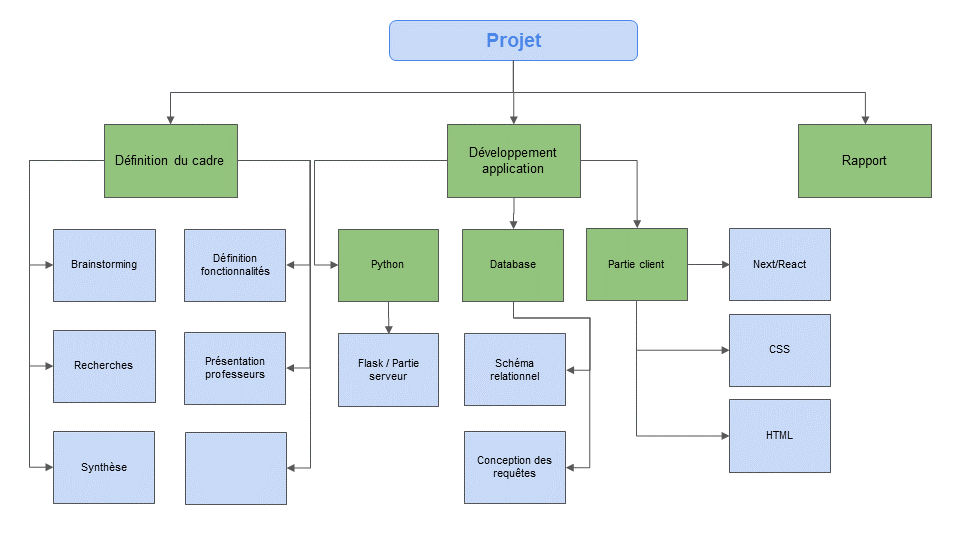 Projet
Définition du cadre
Développement
application
Rapport
Brainstorming
Définition
fonctionnalités
Python
Database
Partie client
Next/React
Recherches
Présentation
professeurs
Flask / Partie
serveur
Schéma
relationnel
CSS
Synthèse
Conception des
requêtes
HTML